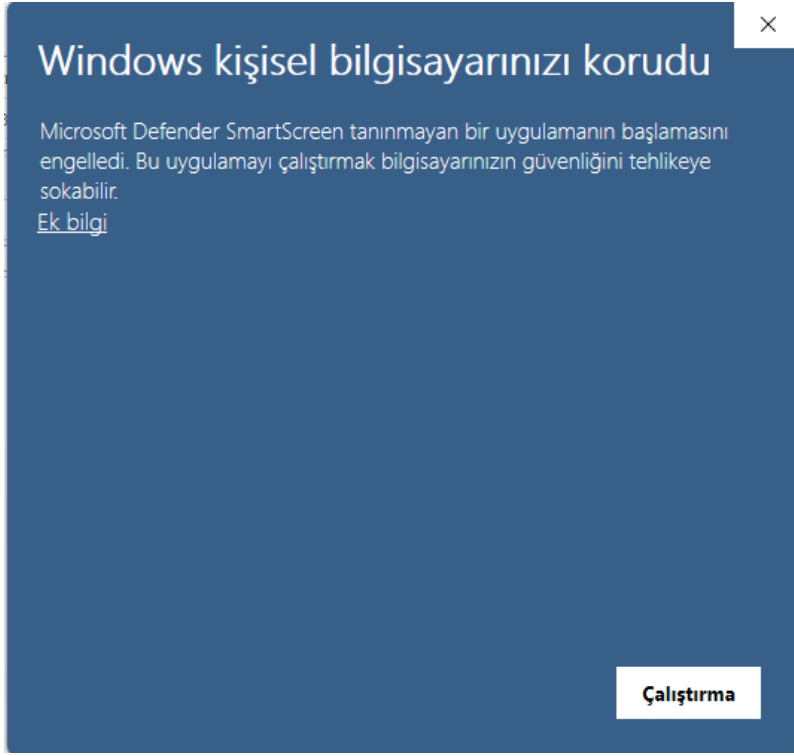 Windows kişisel bilgisayarınızı korudu
Microsoft Defender SmartScreen tanınmayan bir uygulamanın başlamasını
engelledi. Bu uygulamayı çalıştırmak bilgisayarınızın güvenliğini tehlikeye
sokabilir.
Ek bilgi
Çalıştırma